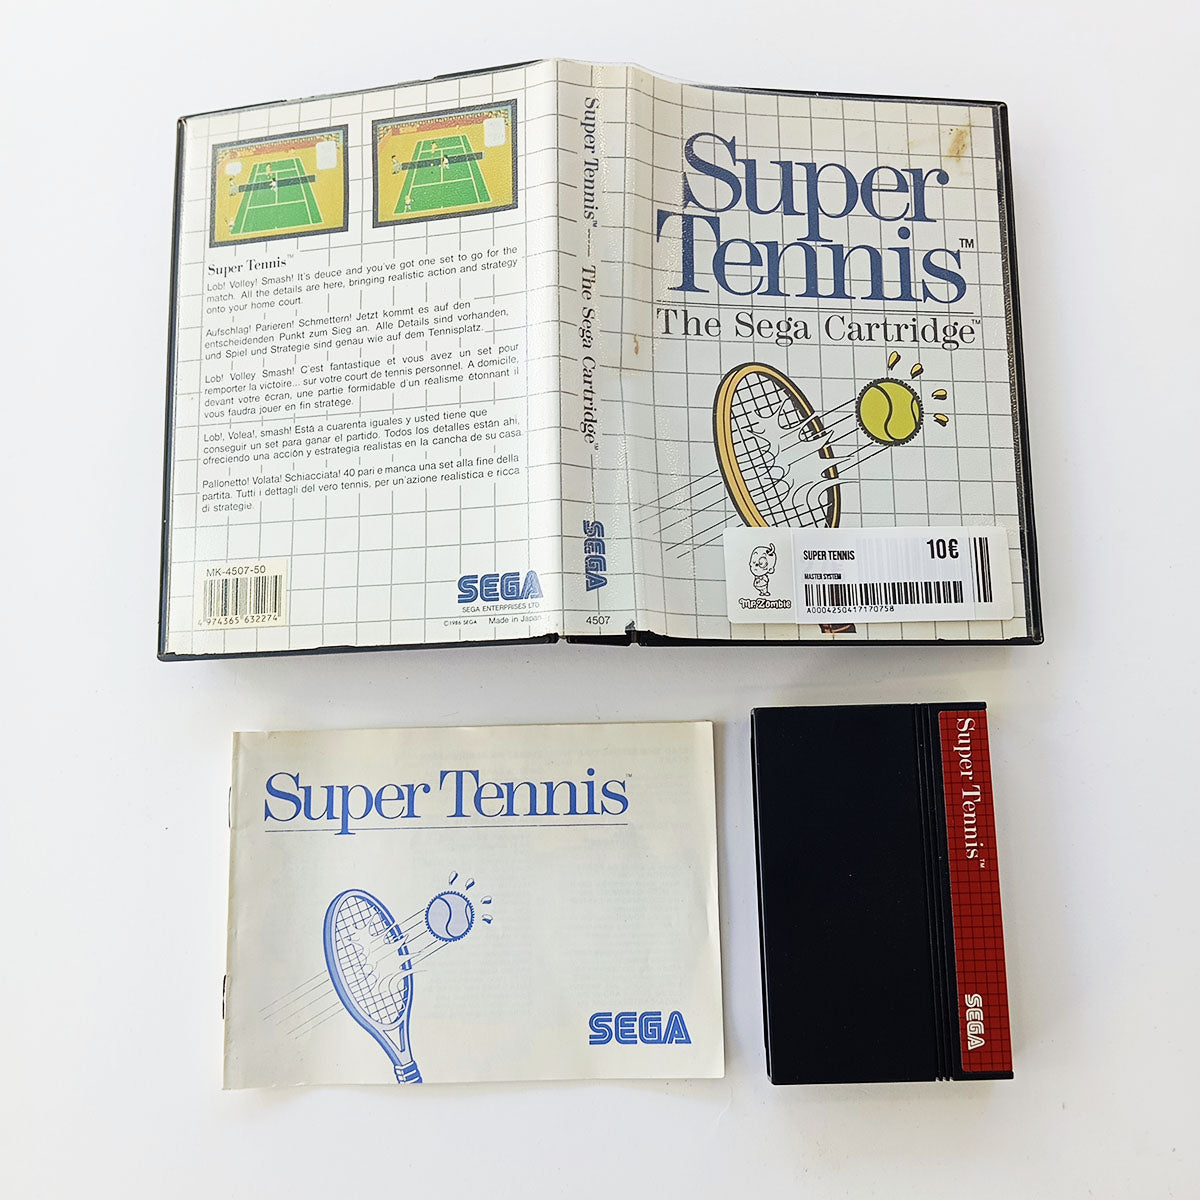 Super Tennis™
Lob! Volley! Smash! It's deuce and you've got one set to go for the
match. All the details are here, bringing realistic action and strategy
onto your home court.
Aufschlag! Parieren! Schmettern! Jetzt kommt es auf den
entscheidenden Punkt zum Sieg an. Alle Details sind vorhanden,
und Spiel und Strategie sind genau wie auf dem Tennisplatz.
Lob! Volley Smash! C'est fantastique et vous avez un set pour
remporter la victoire... sur votre court de tennis personnel. A domicile,
devant votre écran, une partie formidable d'un réalisme étonnant il
vous faudra jouer en fin stratège.
Lob!, Volea!, smash! Está a cuarenta iguales y usted tiene que
conseguir un set para ganar el partido. Todos los detalles están ahí,
ofreciendo una acción y estrategia realistas en la cancha de su casa.
Pallonetto! Volata! Schiacciata! 40 pari e manca una set alla fine della
partita. Tutti i dettagli del vero tennis, per un'azione realistica e ricca
di strategie.
MK-4507-50
4 974365 632274
SEGA
SEGA ENTERPRISES LTD.
©1986 SEGA Made in Japan
Super Tennis™ — The Sega Cartridge™
SEGA
4507
Super
Tennis™
The Sega Cartridge™
Mr. Zombie
SUPER TENNIS
10€
MASTER SYSTEM
A0004250417170758
Super Tennis™
SEGA
Super Tennis™
SEGA